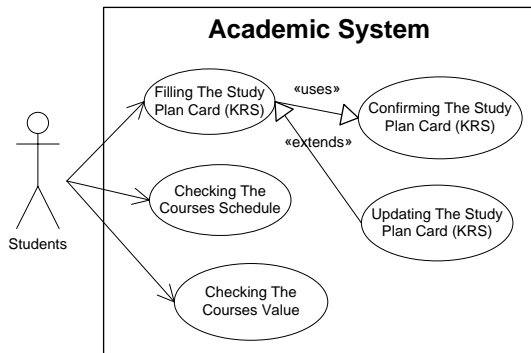 Academic System
Filling The Study
Plan Card (KRS)
«uses»
Confirming The Study
Plan Card (KRS)
«extends»
Checking The
Courses Schedule
Updating The Study
Plan Card (KRS)
Students
Checking The
Courses Value